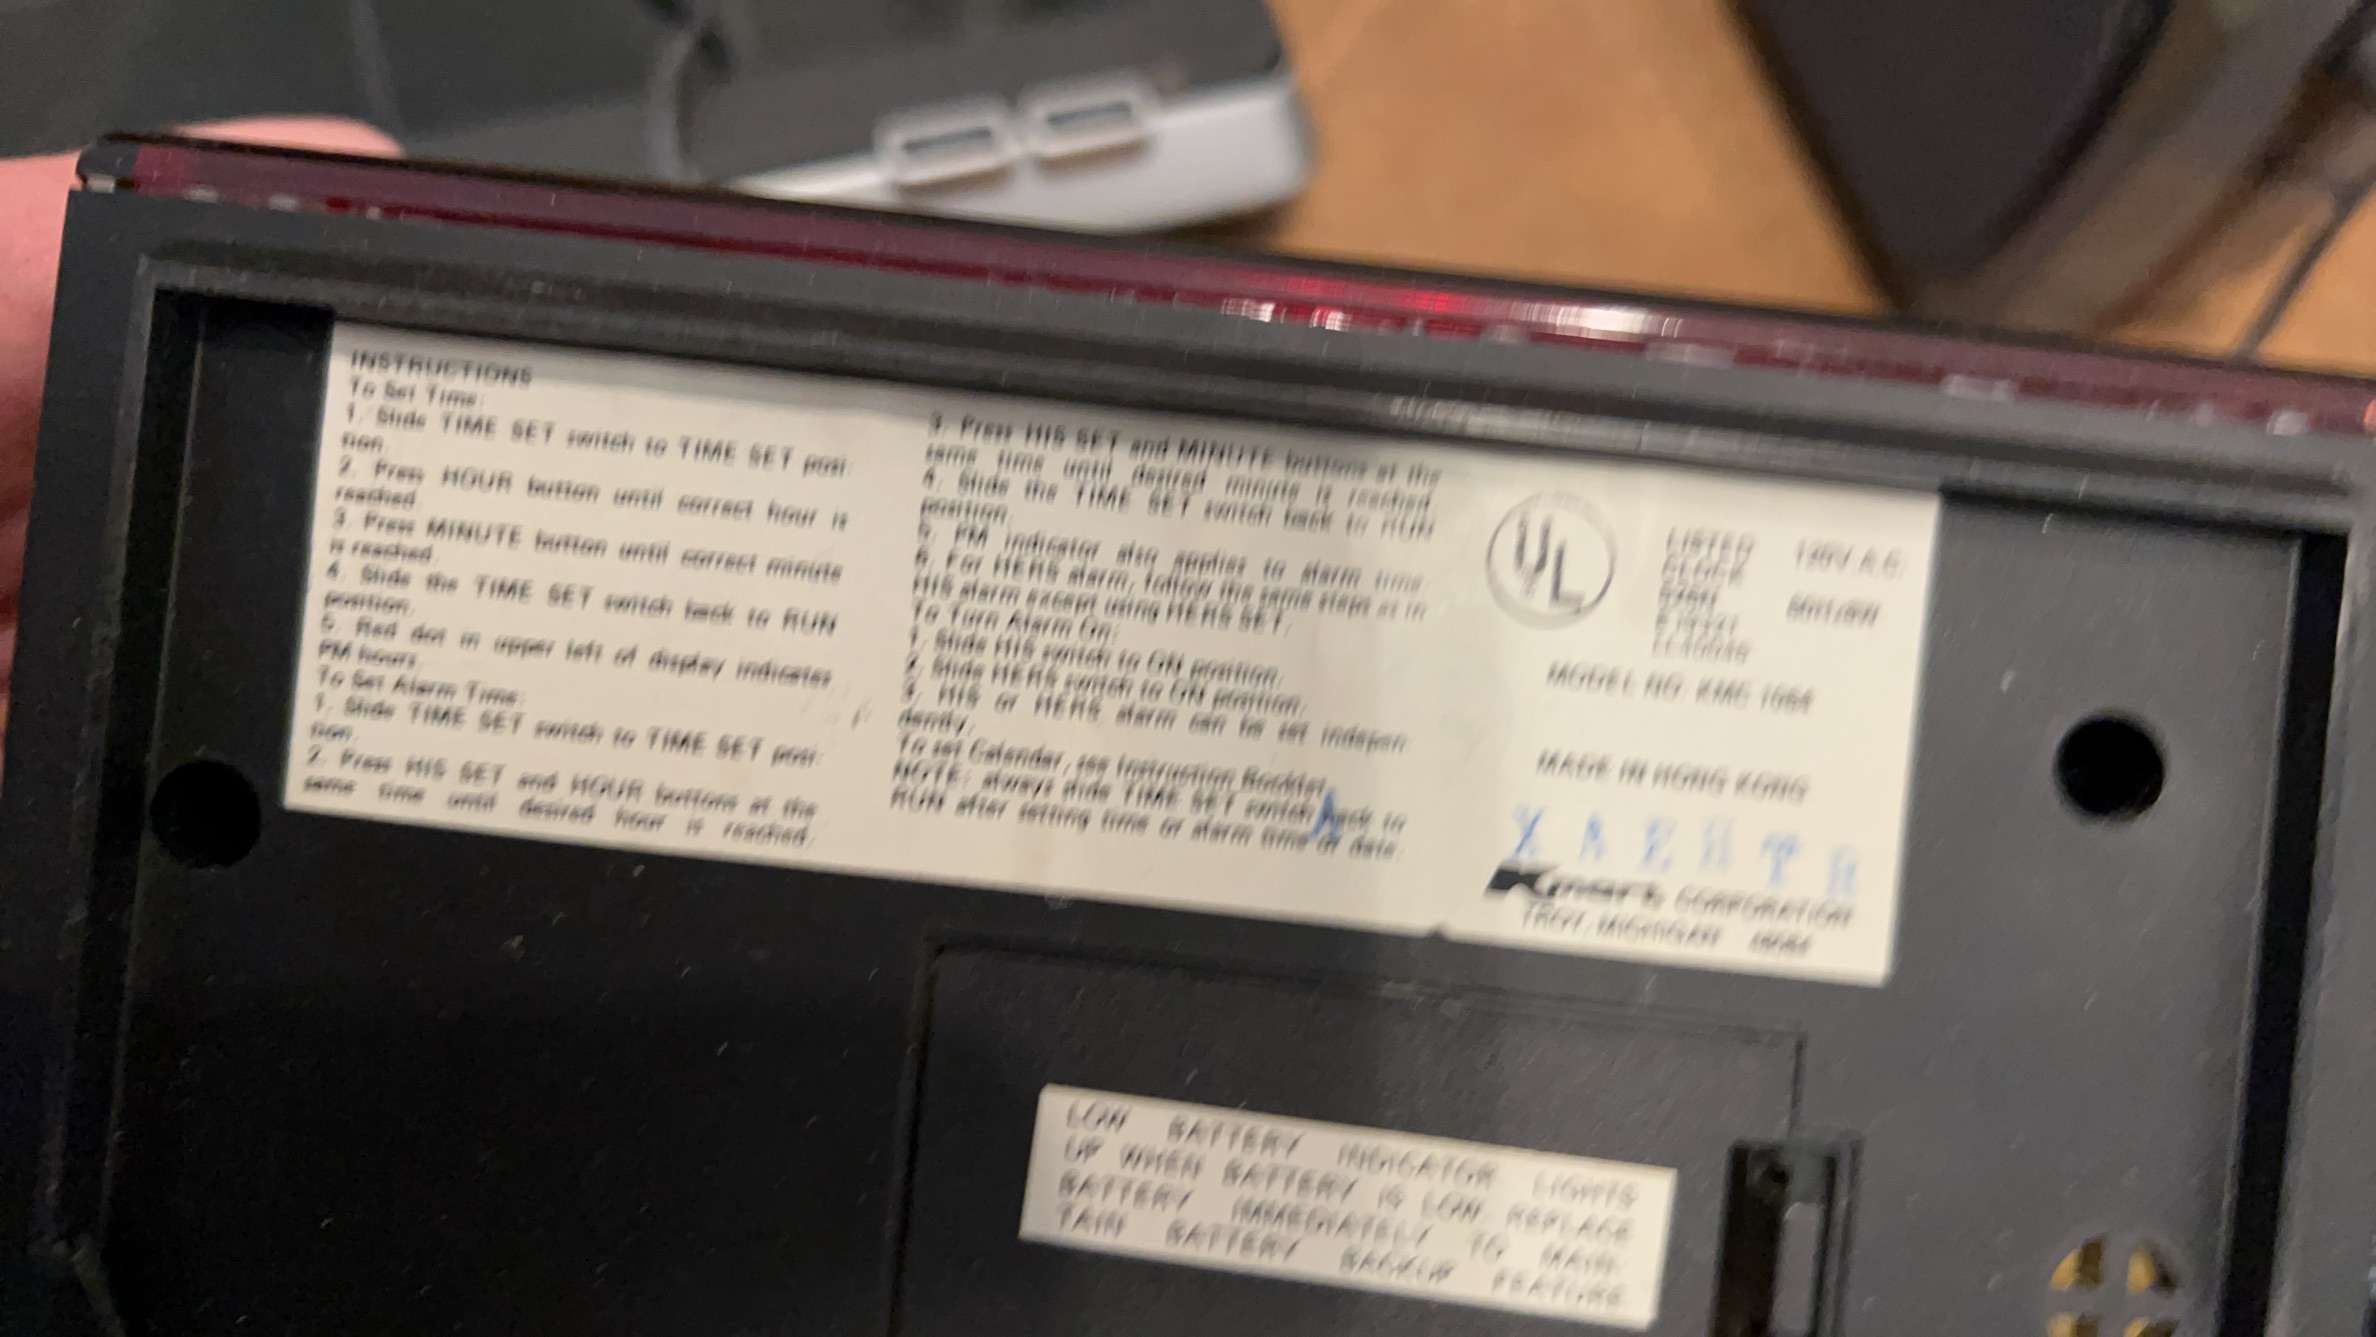 INSTRUCTIONS
To Set Time:
1. Slide TIME SET switch to TIME SET posi-
tion.
2. Press HOUR button until correct hour is
reached.
3. Press MINUTE button until correct minute
is reached.
4. Slide the TIME SET switch back to RUN
position.
5. Red dot in upper left of display indicates
PM hours.
To Set Alarm Time:
1. Slide TIME SET switch to TIME SET posi-
tion.
2. Press HIS SET and HOUR buttons at the
same time until desired hour is reached.
3. Press HIS SET and MINUTE buttons at the
same time until desired minute is reached.
4. Slide the TIME SET switch back to RUN
position.
5. PM indicator also applies to alarm time.
6. For HERS alarm, follow the same steps as in
HIS alarm except using HERS SET.
To Turn Alarm On:
1. Slide HIS switch to ON position.
2. Slide HERS switch to ON position.
3. HIS or HERS alarm can be set indepen
dently.
To set Calendar, see Instruction Booklet.
NOTE: always slide TIME SET switch back to
RUN after setting time or alarm time or date.
UL
LISTED
CLOCK
120V A.C.
MODEL NO. KMC 1064
MADE IN HONG KONG
Kmart CORPORATION
TROY, MICHIGAN 48084
LOW BATTERY INDICATOR LIGHTS
UP WHEN BATTERY IS LOW. REPLACE
BATTERY IMMEDIATELY TO MAIN-
TAIN BATTERY BACKUP FEATURE